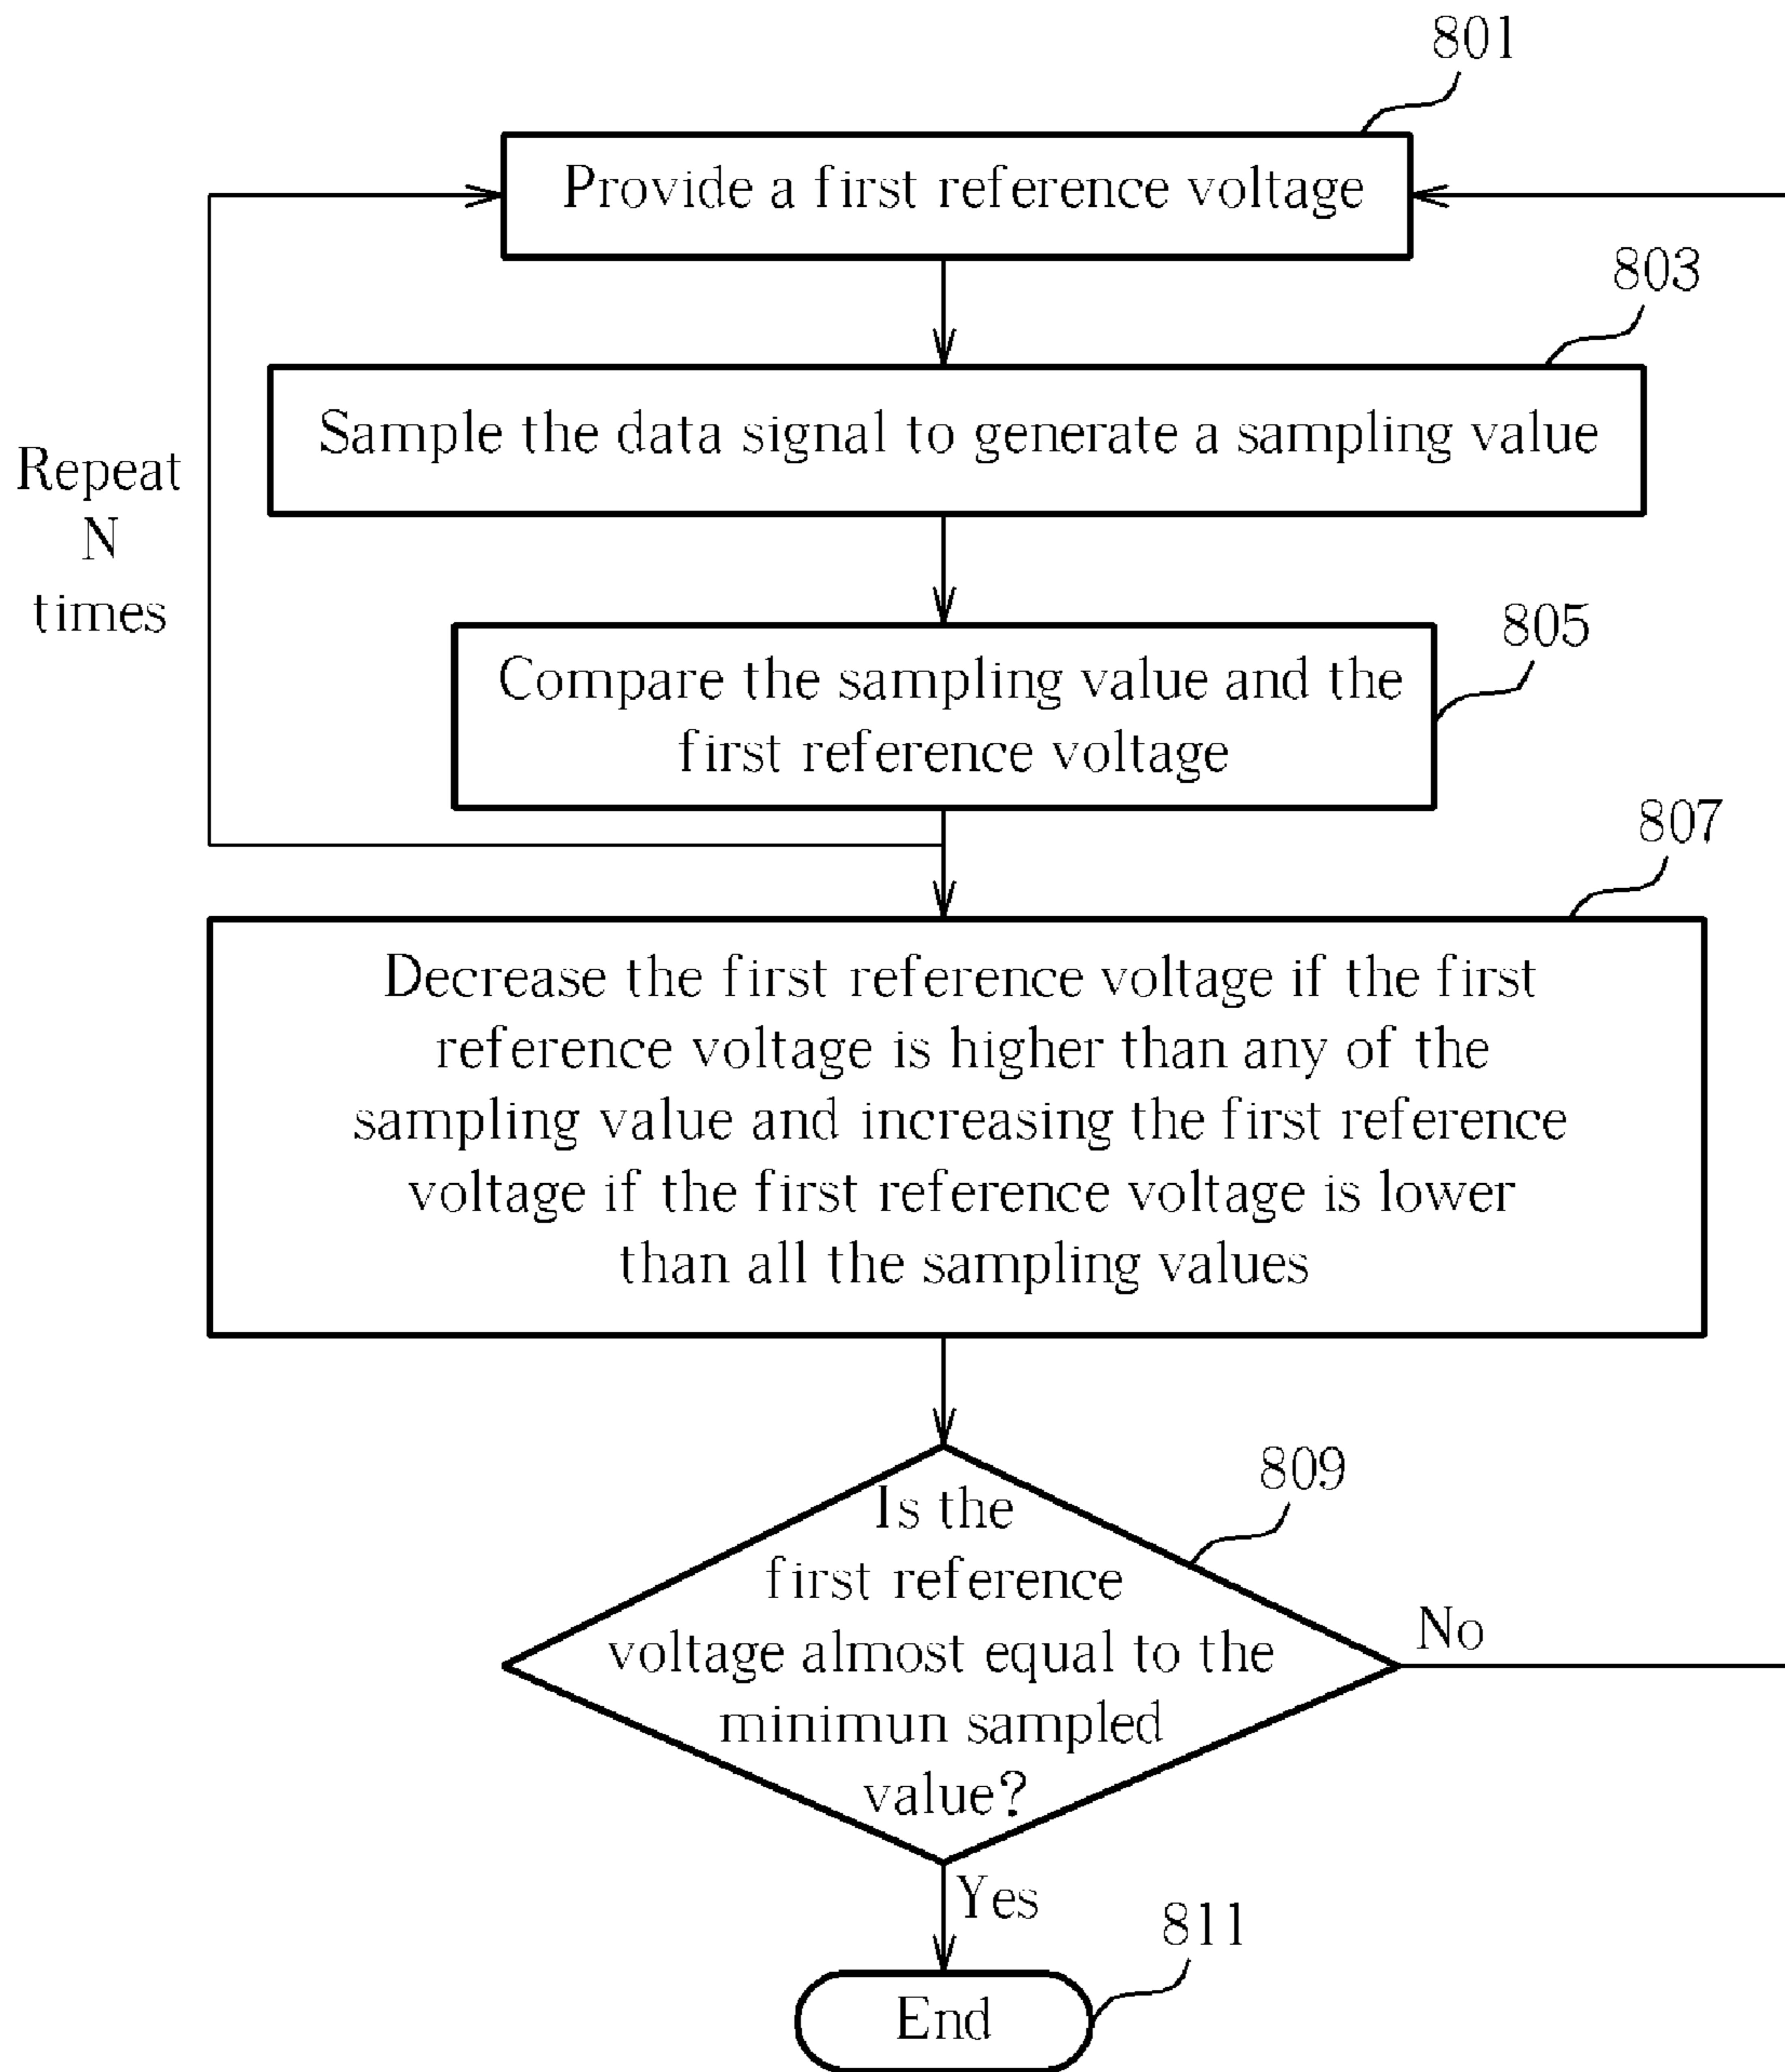 801
Provide a first reference voltage
803
Sample the data signal to generate a sampling value
Repeat
N
times
805
Compare the sampling value and the
first reference voltage
807
Decrease the first reference voltage if the first
reference voltage is higher than any of the
sampling value and increasing the first reference
voltage if the first reference voltage is lower
than all the sampling values
809
Is the
first reference
voltage almost equal to the
minimun sampled
value?
No
Yes
811
End